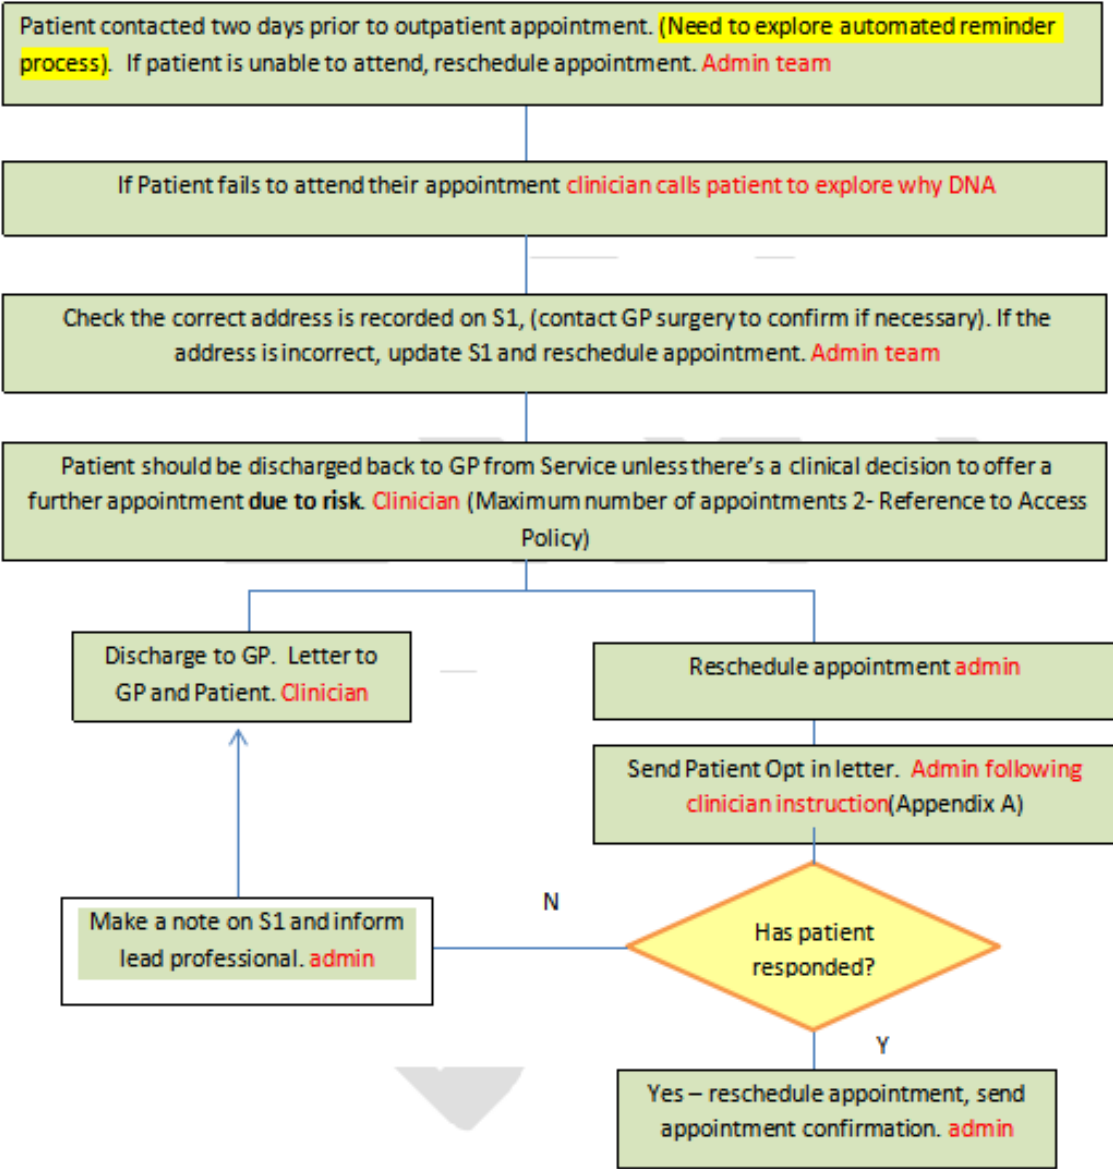 Patient contacted two days prior to outpatient appointment. (Need to explore automated reminder
process). If patient is unable to attend, reschedule appointment. Admin team
If Patient fails to attend their appointment clinician calls patient to explore why DNA
Check the correct address is recorded on S1, (contact GP surgery to confirm if necessary). If the
address is incorrect, update S1 and reschedule appointment. Admin team
Patient should be discharged back to GP from Service unless there's a clinical decision to offer a
further appointment due to risk. Clinician (Maximum number of appointments 2- Reference to Access
Policy)
Discharge to GP. Letter to
GP and Patient. Clinician
Reschedule appointment admin
Send Patient Opt in letter. Admin following
clinician instruction(Appendix A)
N
Make a note on S1 and inform
lead professional. admin
Has patient
responded?
Y
Yes – reschedule appointment, send
appointment confirmation. admin